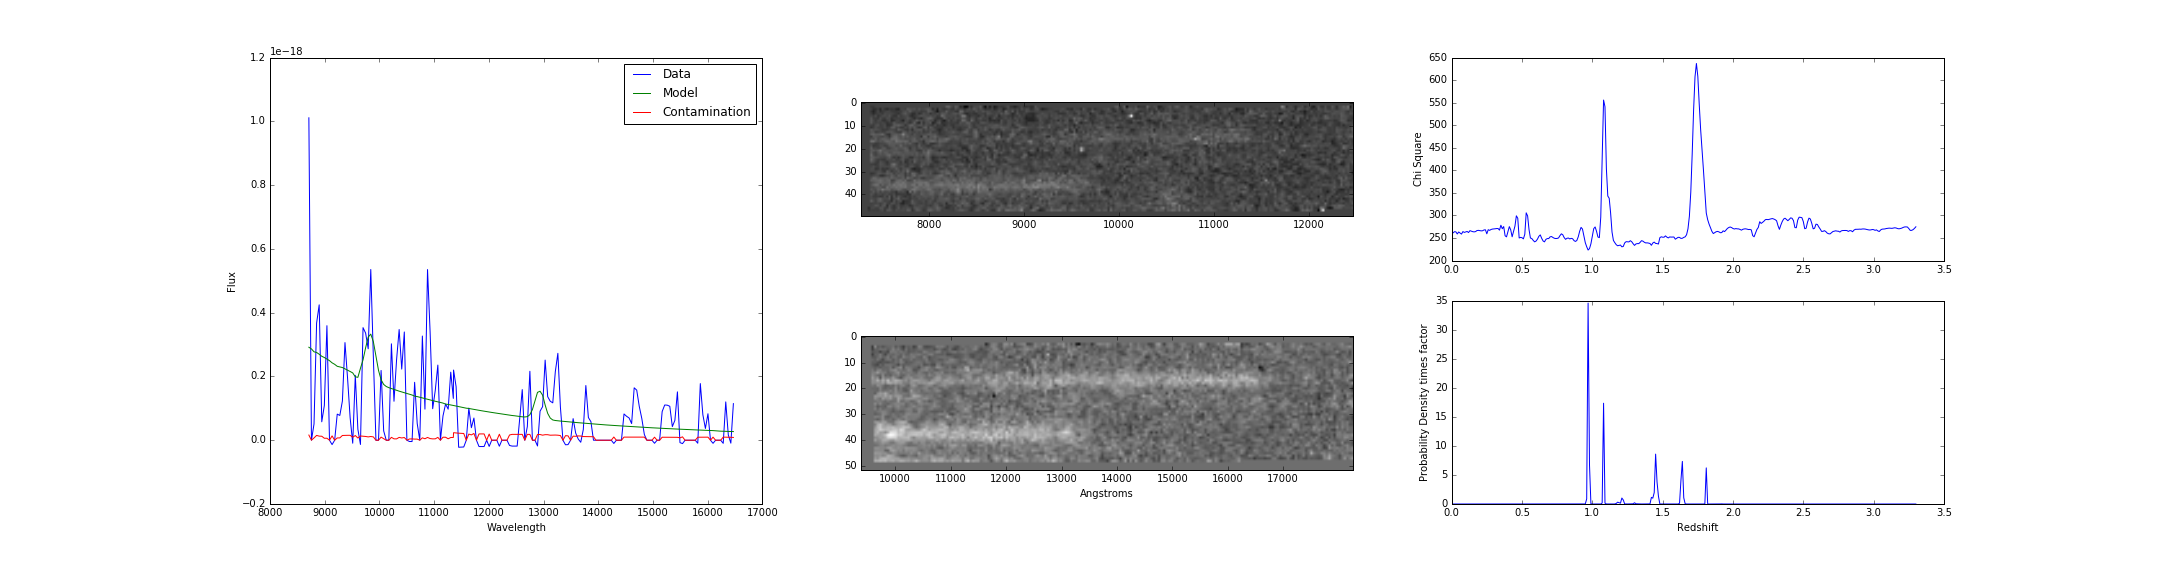 1e−18
1.2
1.0
0.8
0.6
0.4
0.2
0.0
−0.2
Flux
8000 9000 10000 11000 12000 13000 14000 15000 16000 17000
Wavelength
Data
Model
Contamination
0
10
20
30
40
8000 9000 10000 11000 12000
0
10
20
30
40
50
10000 11000 12000 13000 14000 15000 16000 17000
Angstroms
650
600
550
500
450
400
350
300
250
200
Chi Square
0.0 0.5 1.0 1.5 2.0 2.5 3.0 3.5
35
30
25
20
15
10
5
0
Probability Density times factor
0.0 0.5 1.0 1.5 2.0 2.5 3.0 3.5
Redshift